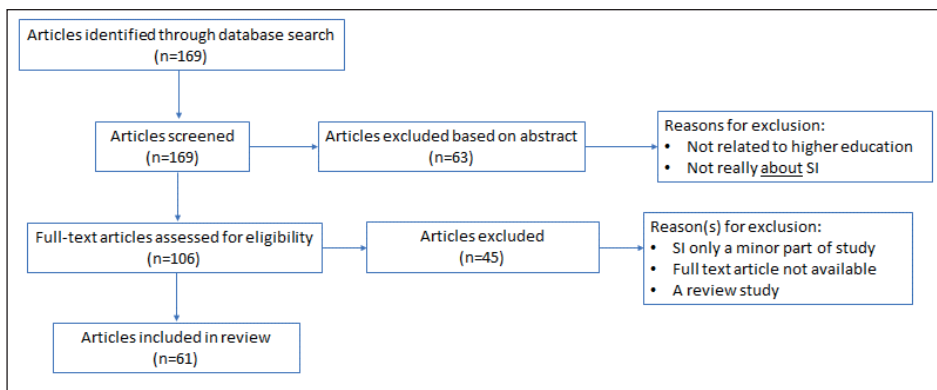 Articles identified through database search
(n=169)
Articles screened
(n=169)
Articles excluded based on abstract
(n=63)
Reasons for exclusion:
• Not related to higher education
• Not really about SI
Full-text articles assessed for eligibility
(n=106)
Articles excluded
(n=45)
Reason(s) for exclusion:
• SI only a minor part of study
• Full text article not available
• A review study
Articles included in review
(n=61)